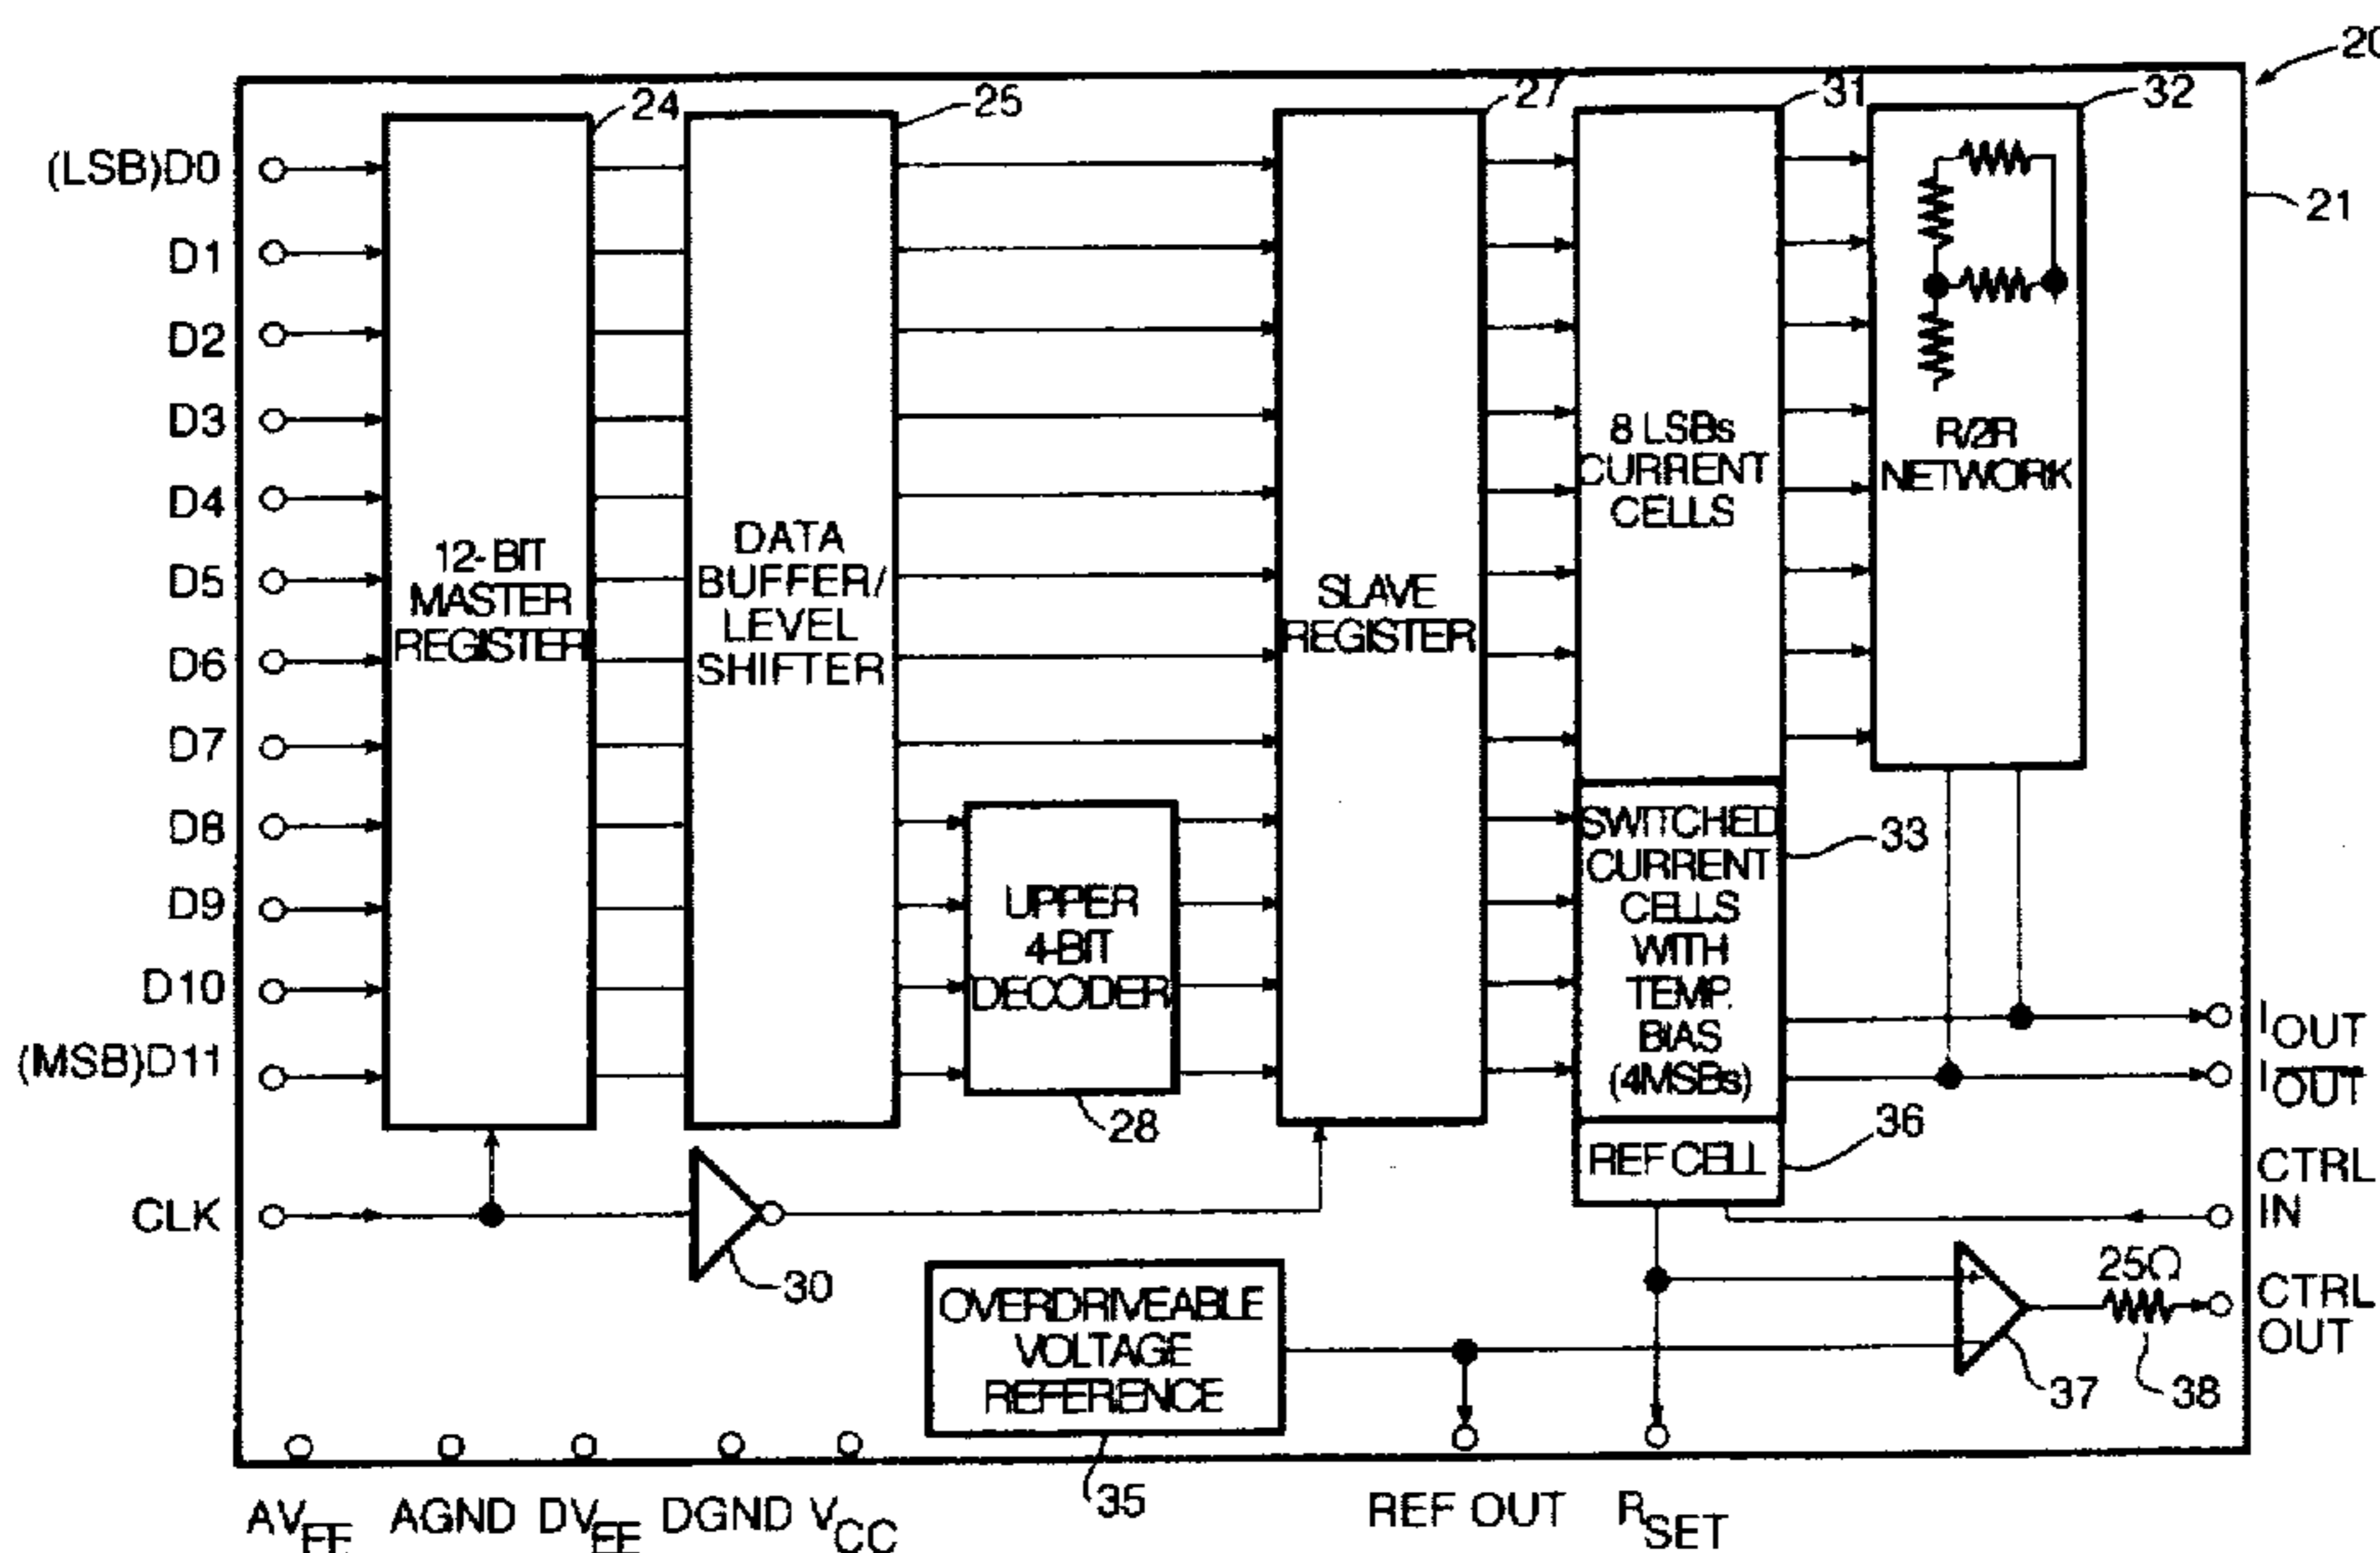 20
24
25
27
31
32
21
(LSB)D0
D1
D2
D3
D4
D5
D6
D7
D8
D9
D10
(MSB)D11
CLK
12-BIT
MASTER
REGISTER
DATA
BUFFER/
LEVEL
SHIFTER
UPPER
4-BIT
DECODER
28
SLAVE
REGISTER
8 LSBs
CURRENT
CELLS
R/2R
NETWORK
SWITCHED
CURRENT
CELLS
WITH
TEMP.
BIAS
(4MSBs)
33
REF CELL
36
IOUT
IOUT
CTRL
IN
30
OVERDRIVEABLE
VOLTAGE
REFERENCE
35
+
−
37
25Ω
38
CTRL
OUT
AVEE
AGND
DVEE
DGND
VCC
REF OUT
RSET